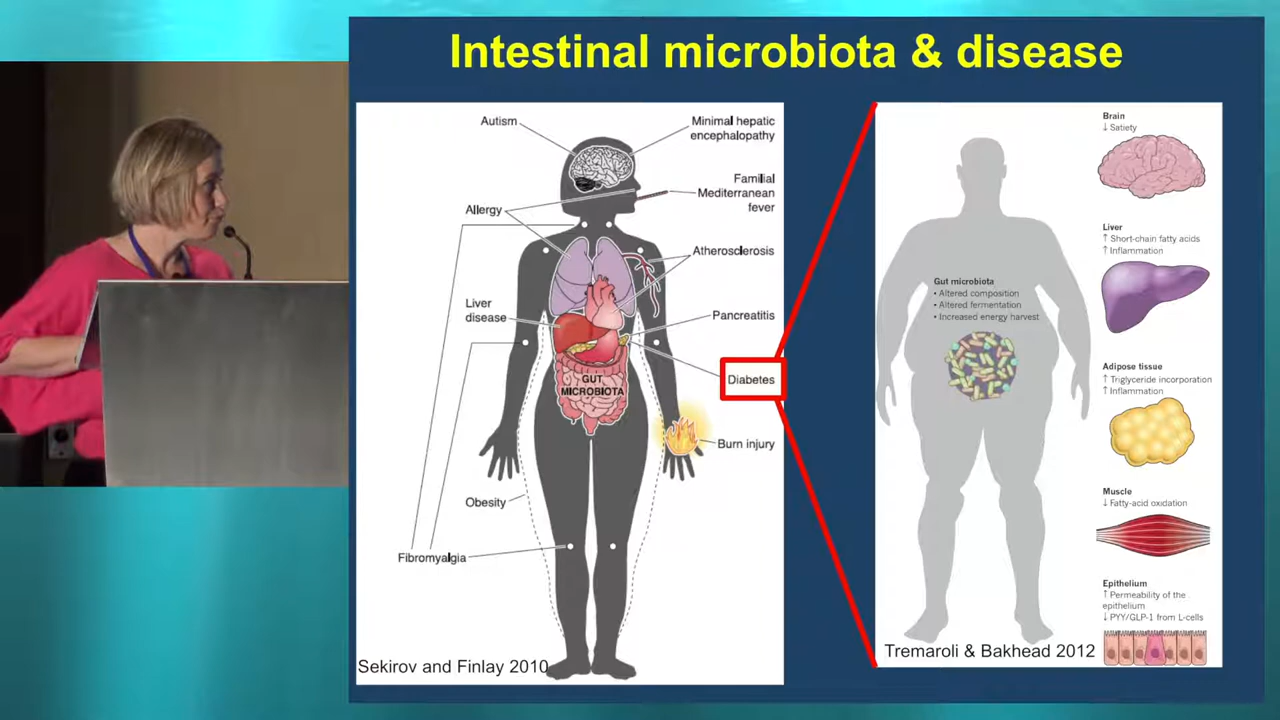 Intestinal microbiota & disease
Autism
Minimal hepatic
encephalopathy
Familial
Mediterranean
fever
Allergy
Atherosclerosis
Liver
disease
Pancreatitis
GUT
MICROBIOTA
Diabetes
Burn injury
Obesity
Fibromyalgia
Sekirov and Finlay 2010
Gut microbiota
• Altered composition
• Altered fermentation
• Increased energy harvest
Brain
↓ Satiety
Liver
↑ Short-chain fatty acids
↑ Inflammation
Adipose tissue
↑ Triglyceride incorporation
↑ Inflammation
Muscle
↓ Fatty-acid oxidation
Epithelium
↑ Permeability of the
epithelium
↓ PYY/GLP-1 from L-cells
Tremaroli & Bakhead 2012